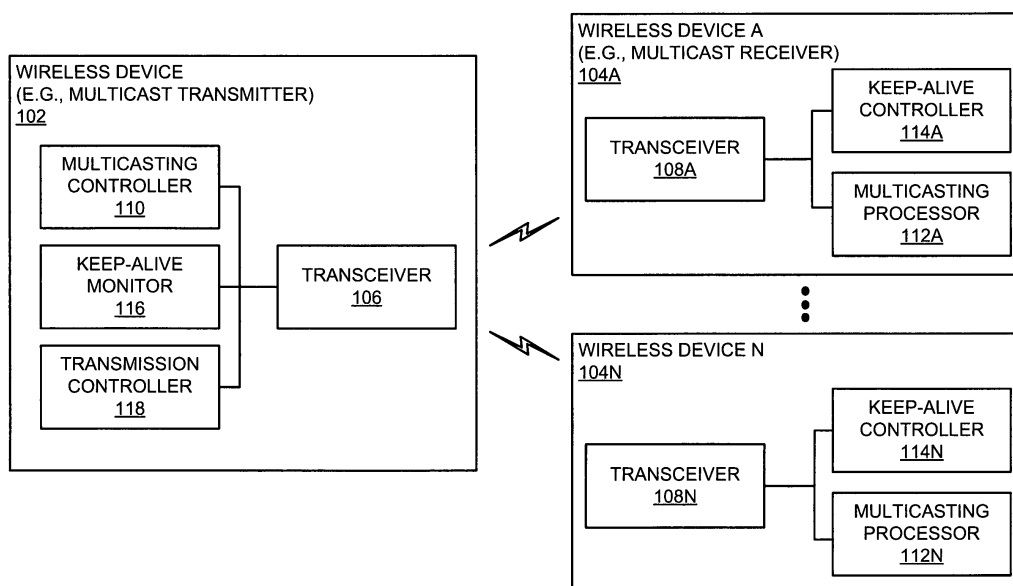 WIRELESS DEVICE
(E.G., MULTICAST TRANSMITTER)
102
MULTICASTING
CONTROLLER
110
KEEP-ALIVE
MONITOR
116
TRANSMISSION
CONTROLLER
118
TRANSCEIVER
106
WIRELESS DEVICE A
(E.G., MULTICAST RECEIVER)
104A
TRANSCEIVER
108A
KEEP-ALIVE
CONTROLLER
114A
MULTICASTING
PROCESSOR
112A
WIRELESS DEVICE N
104N
TRANSCEIVER
108N
KEEP-ALIVE
CONTROLLER
114N
MULTICASTING
PROCESSOR
112N